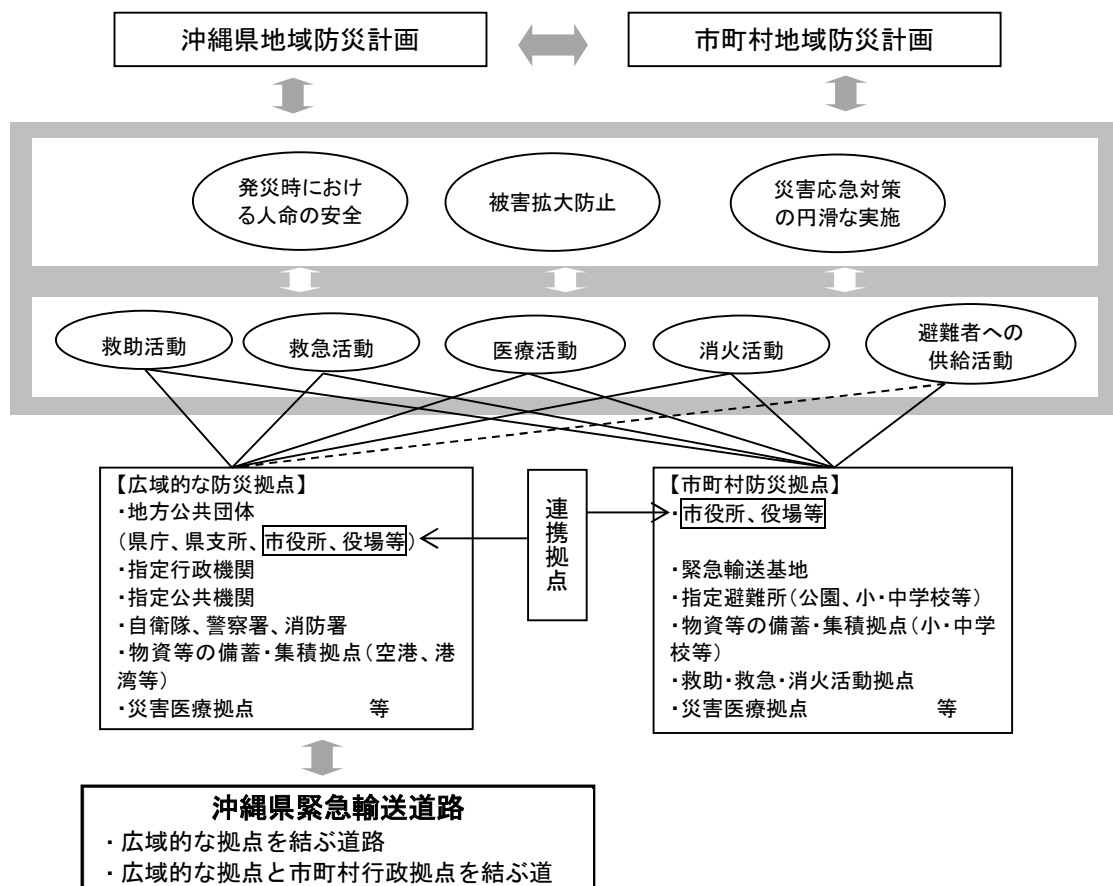 沖縄県地域防災計画
市町村地域防災計画
発災時におけ
る人命の安全
被害拡大防止
災害応急対策
の円滑な実施
救助活動
救急活動
医療活動
消火活動
避難者への
供給活動
【広域的な防災拠点】
・地方公共団体
(県庁、県支所、市役所、役場等)
・指定行政機関
・指定公共機関
・自衛隊、警察署、消防署
・物資等の備蓄・集積拠点(空港、港
湾等)
・災害医療拠点 等
連携拠点
【市町村防災拠点】
・市役所、役場等
・緊急輸送基地
・指定避難所(公園、小・中学校等)
・物資等の備蓄・集積拠点(小・中学
校等)
・救助・救急・消火活動拠点
・災害医療拠点 等
沖縄県緊急輸送道路
・広域的な拠点を結ぶ道路
・広域的な拠点と市町村行政拠点を結ぶ道